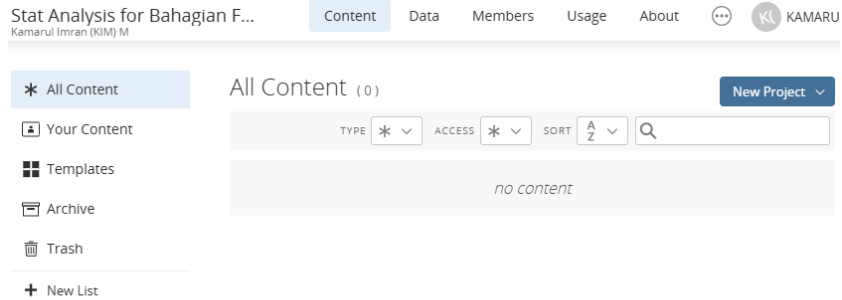 Stat Analysis for Bahagian F... Content Data Members Usage About KAMARU
Kamarul Imran (KIM) M
All Content
Your Content
Templates
Archive
Trash
New List
All Content (0) New Project
TYPE ACCESS SORT A Z
no content